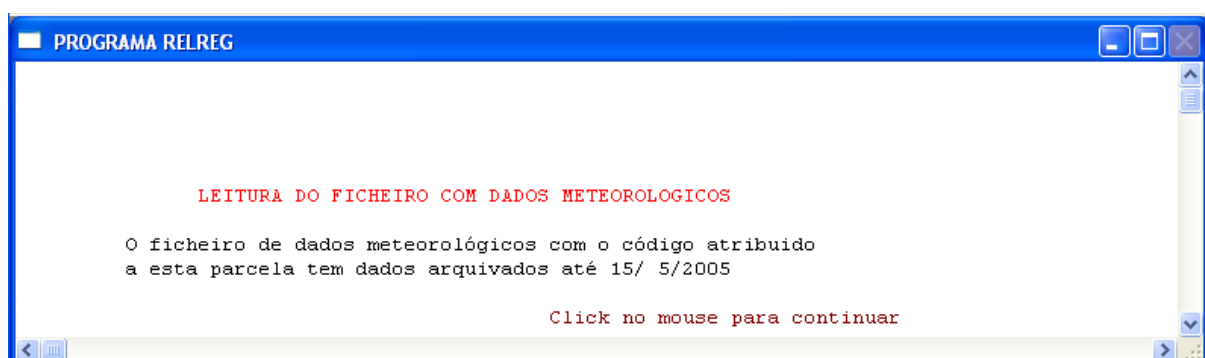 PROGRAMA RELREG
LEITURA DO FICHEIRO COM DADOS METEOROLOGICOS
O ficheiro de dados meteorológicos com o código atribuido
a esta parcela tem dados arquivados até 15/ 5/2005
Click no mouse para continuar